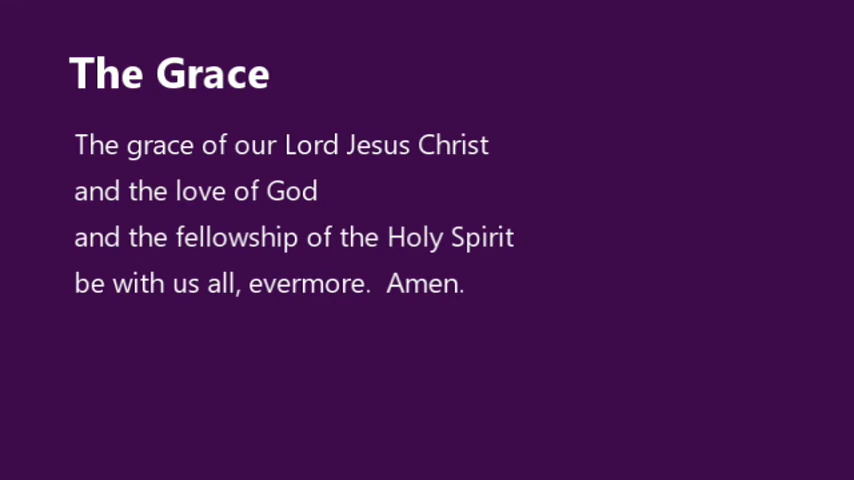 The Grace
The grace of our Lord Jesus Christ
and the love of God
and the fellowship of the Holy Spirit
be with us all, evermore.  Amen.